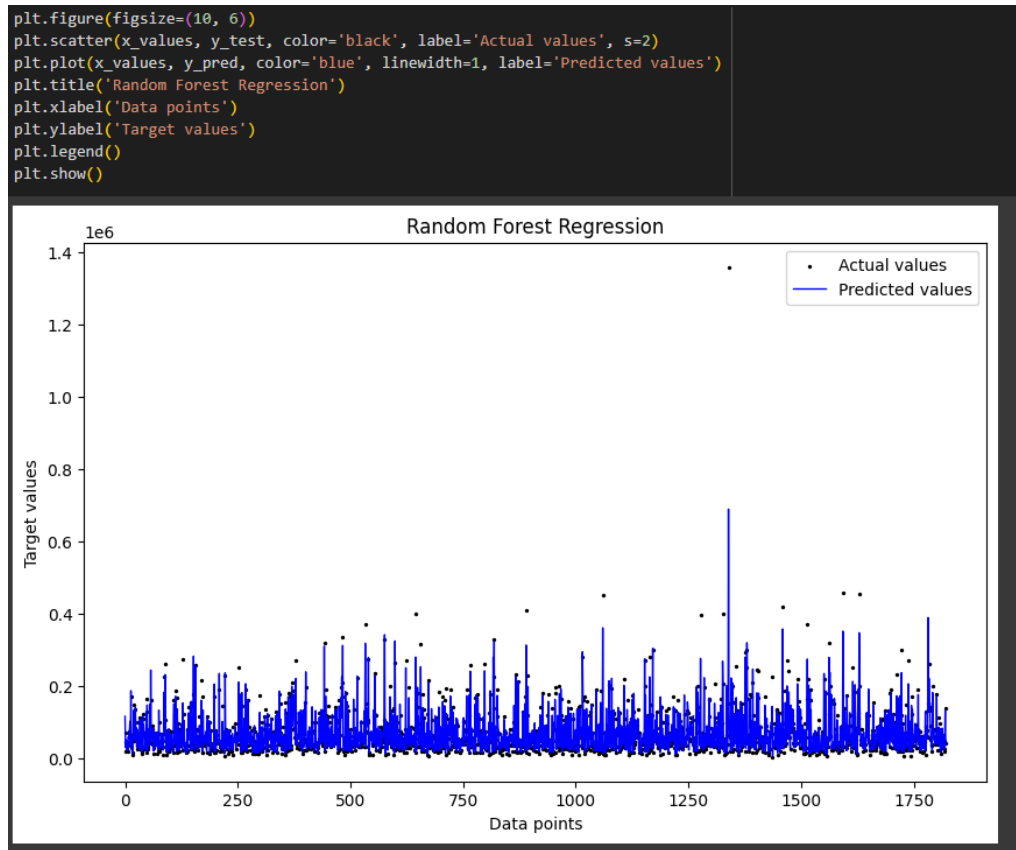 plt.figure(figsize=(10, 6))
plt.scatter(x_values, y_test, color='black', label='Actual values', s=2)
plt.plot(x_values, y_pred, color='blue', linewidth=1, label='Predicted values')
plt.title('Random Forest Regression')
plt.xlabel('Data points')
plt.ylabel('Target values')
plt.legend()
plt.show()
Random Forest Regression
1e6
1.4
1.2
1.0
0.8
0.6
0.4
0.2
0.0
Target values
Actual values
Predicted values
0 250 500 750 1000 1250 1500 1750
Data points